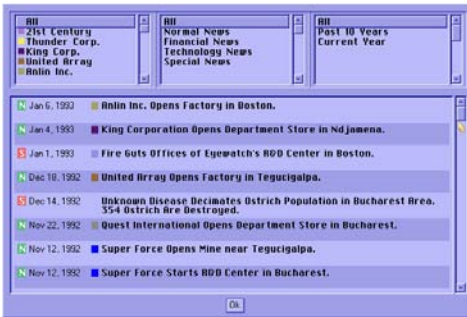 All
21st Century
Thunder Corp.
King Corp.
United Array
Anlin Inc.
All
Normal News
Financial News
Technology News
Special News
All
Past 10 Years
Current Year
N Jan 6, 1993 Anlin Inc. Opens Factory in Boston.
N Jan 4, 1993 King Corporation Opens Department Store in Ndjamena.
S Jan 1, 1993 Fire Guts Offices of Eyewatch's R&D Center in Boston.
N Dec 18, 1992 United Array Opens Factory in Tegucigalpa.
S Dec 14, 1992 Unknown Disease Decimates Ostrich Population in Bucharest Area.
354 Ostrich Are Destroyed.
N Nov 22, 1992 Quest International Opens Department Store in Bucharest.
N Nov 12, 1992 Super Force Opens Mine near Tegucigalpa.
N Nov 12, 1992 Super Force Starts R&D Center in Bucharest.
Ok